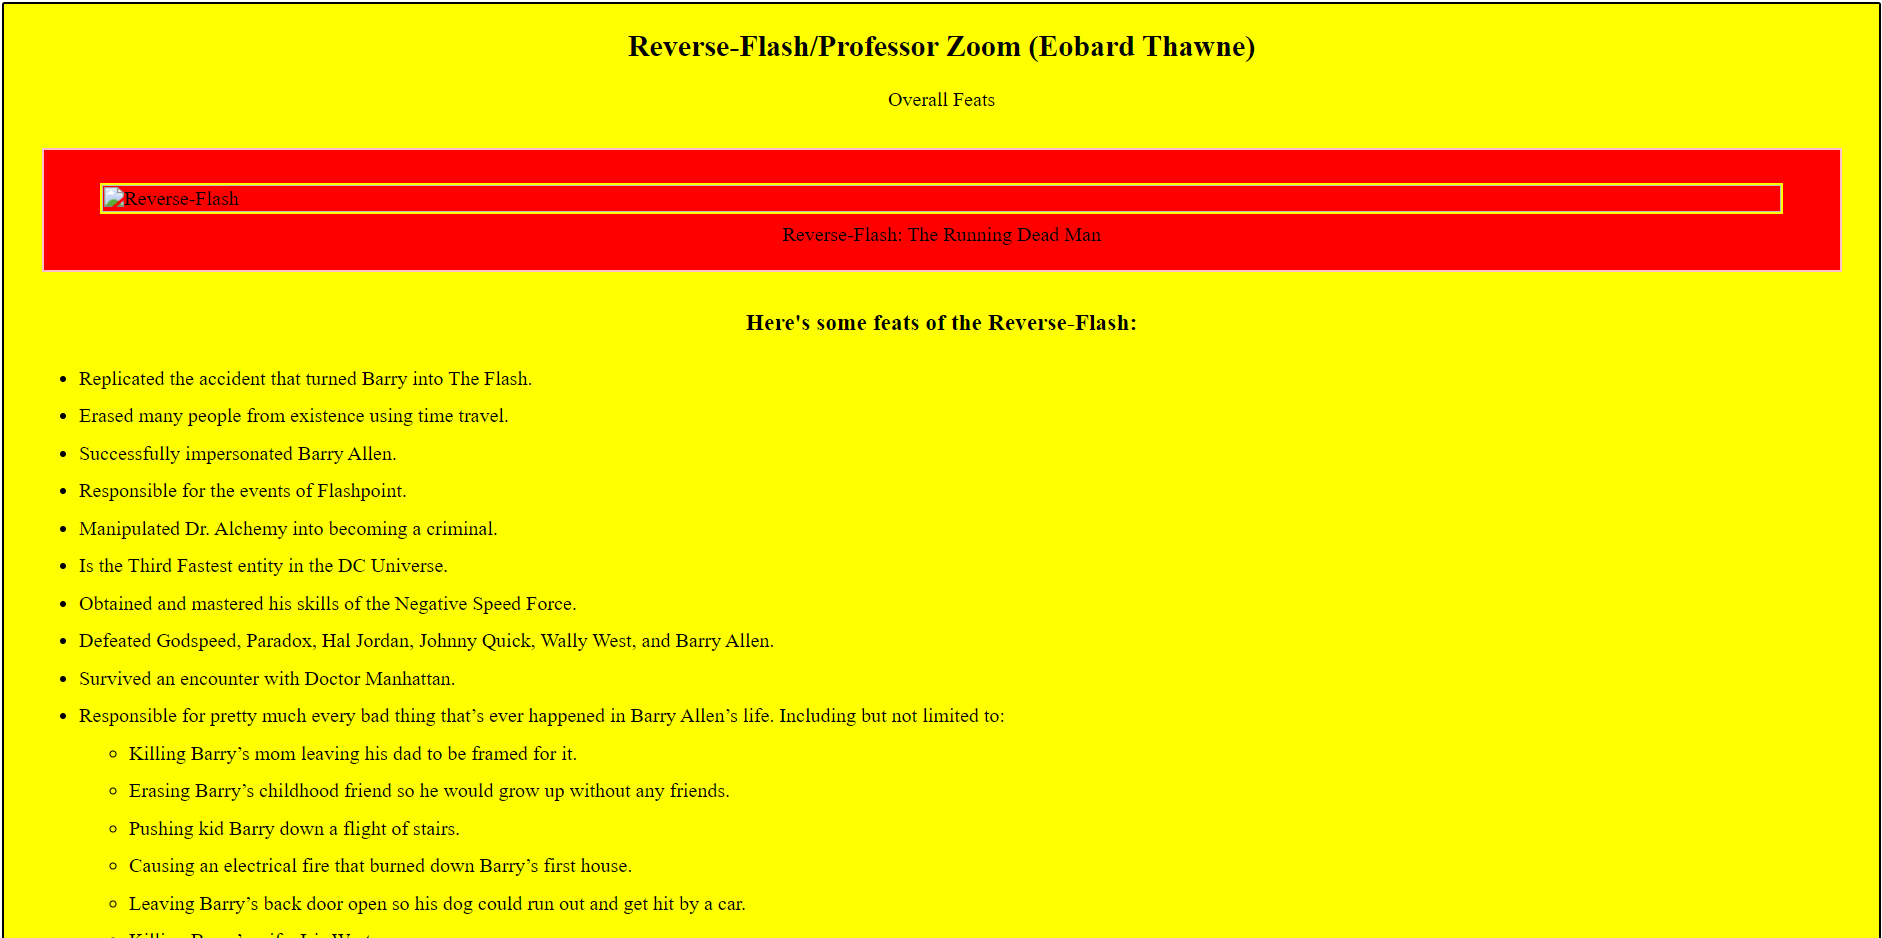 Reverse-Flash/Professor Zoom (Eobard Thawne)
Overall Feats
Reverse-Flash
Reverse-Flash: The Running Dead Man
Here's some feats of the Reverse-Flash:
Replicated the accident that turned Barry into The Flash.
Erased many people from existence using time travel.
Successfully impersonated Barry Allen.
Responsible for the events of Flashpoint.
Manipulated Dr. Alchemy into becoming a criminal.
Is the Third Fastest entity in the DC Universe.
Obtained and mastered his skills of the Negative Speed Force.
Defeated Godspeed, Paradox, Hal Jordan, Johnny Quick, Wally West, and Barry Allen.
Survived an encounter with Doctor Manhattan.
Responsible for pretty much every bad thing that’s ever happened in Barry Allen’s life. Including but not limited to:
Killing Barry’s mom leaving his dad to be framed for it.
Erasing Barry’s childhood friend so he would grow up without any friends.
Pushing kid Barry down a flight of stairs.
Causing an electrical fire that burned down Barry’s first house.
Leaving Barry’s back door open so his dog could run out and get hit by a car.